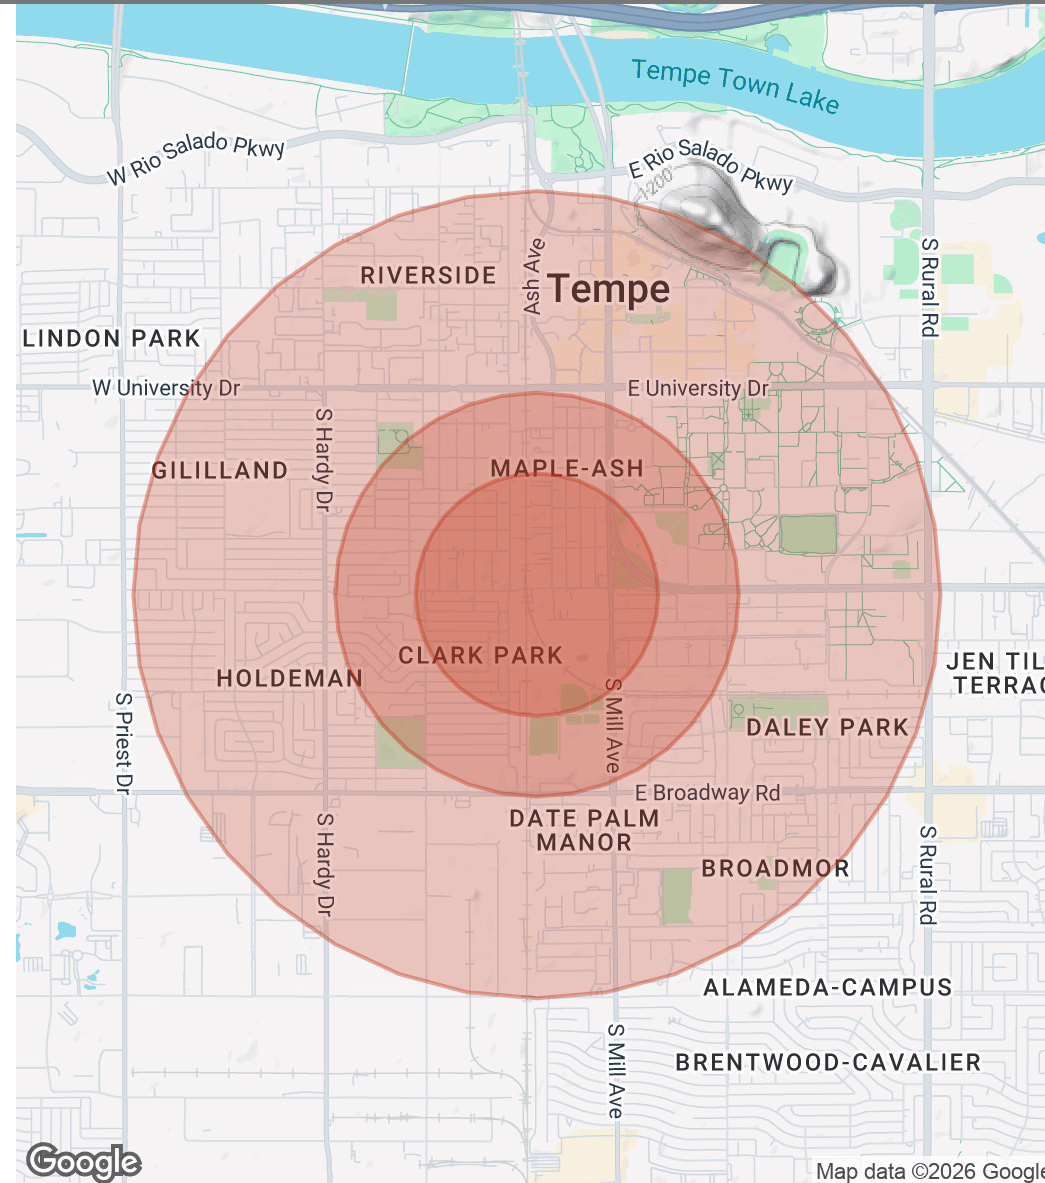 Tempe Town Lake
W Rio Salado Pkwy
E Rio Salado Pkwy
1200
S Rural Rd
RIVERSIDE
Ash Ave
Tempe
LINDON PARK
W University Dr
E University Dr
S Hardy Dr
GILILLAND
MAPLE-ASH
CLARK PARK
HOLDEMAN
JEN TIL
TERRAC
S Priest Dr
S Mill Ave
DALEY PARK
E Broadway Rd
DATE PALM
MANOR
S Hardy Dr
S Rural Rd
BROADMOR
ALAMEDA-CAMPUS
S Mill Ave
BRENTWOOD-CAVALIER
Google
Map data ©2026 Google